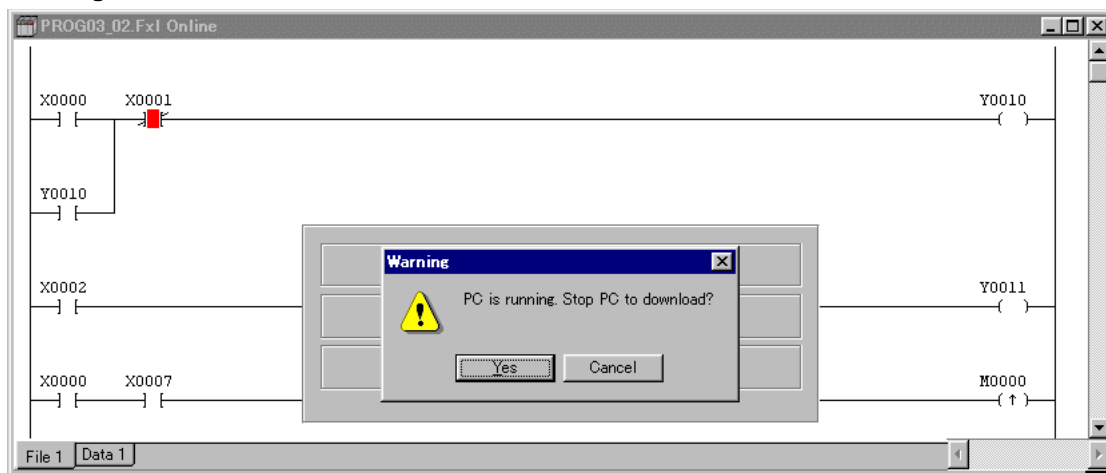 PROG03_02.Fxl Online
X0000 X0001 Y0010
Y0010
Warning
PC is running. Stop PC to download?
X0002 Y0011
Yes Cancel
X0000 X0007 M0000
File 1 Data 1